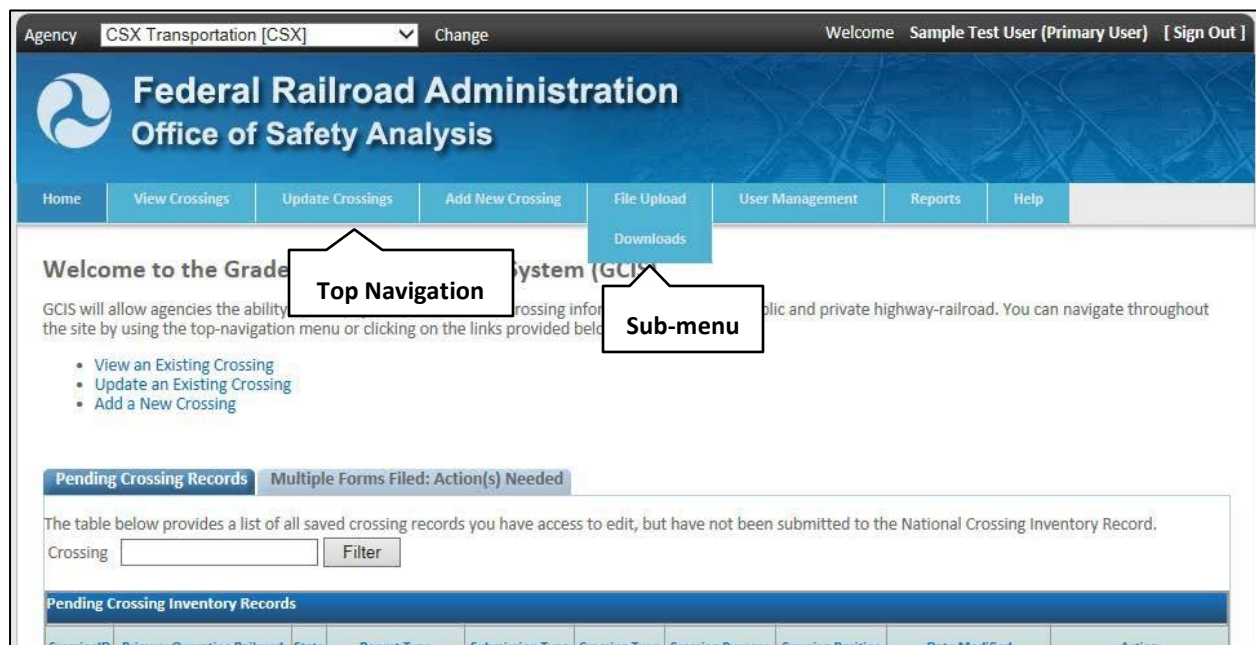 Agency CSX Transportation [CSX] Change Welcome Sample Test User (Primary User) [ Sign Out ]
Federal Railroad Administration
Office of Safety Analysis
Home View Crossings Update Crossings Add New Crossing File Upload User Management Reports Help
Downloads
Welcome to the Grade System (GCIS)
Top Navigation
Sub-menu
GCIS will allow agencies the ability crossing blic and private highway-railroad. You can navigate throughout
the site by using the top-navigation menu or clicking on the links provided
• View an Existing Crossing
• Update an Existing Crossing
• Add a New Crossing
Pending Crossing Records Multiple Forms Filed: Action(s) Needed
The table below provides a list of all saved crossing records you have access to edit, but have not been submitted to the National Crossing Inventory Record.
Crossing Filter
Pending Crossing Inventory Records